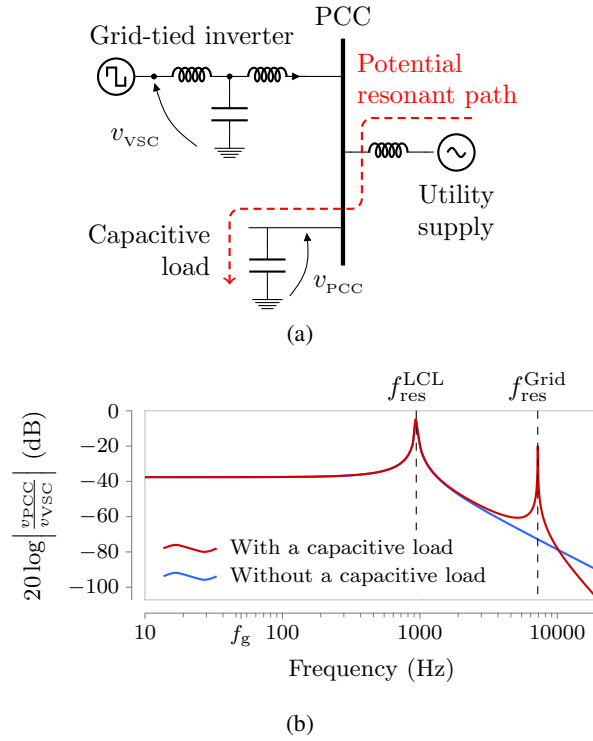 PCC
Grid-tied inverter
Potential
resonant path
v_VSC
Utility
supply
Capacitive
load
v_PCC
(a)
f_res^LCL f_res^Grid
0
−20
−40
−60
−80
−100
20 log |v_PCC/v_VSC| (dB)
With a capacitive load
Without a capacitive load
10 f_g 100 1000 10000
Frequency (Hz)
(b)